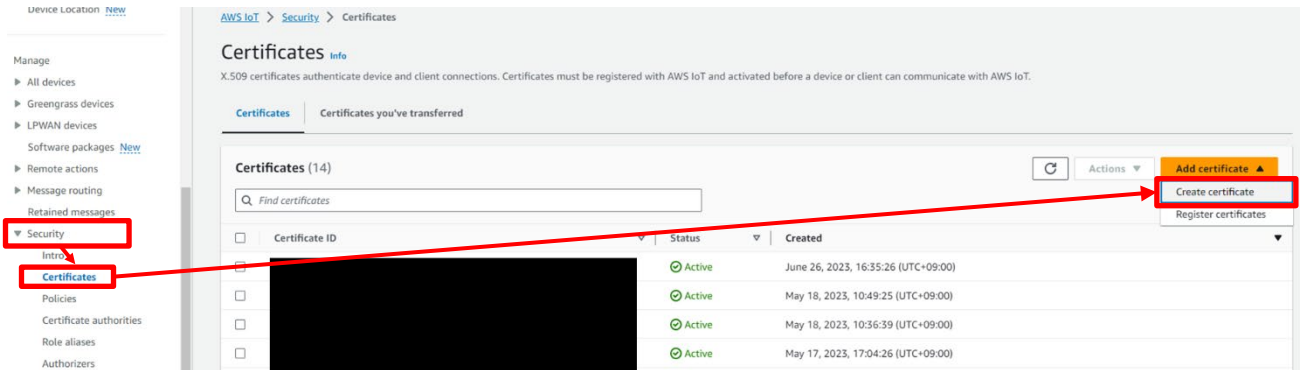 Device Location New
Manage
All devices
Greengrass devices
LPWAN devices
Software packages New
Remote actions
Message routing
Retained messages
Security
Intro
Certificates
Policies
Certificate authorities
Role aliases
Authorizers
AWS IoT > Security > Certificates
Certificates Info
X.509 certificates authenticate device and client connections. Certificates must be registered with AWS IoT and activated before a device or client can communicate with AWS IoT.
Certificates Certificates you've transferred
Certificates (14)
Actions Add certificate
Create certificate
Register certificates
Find certificates
Certificate ID Status Created
Active June 26, 2023, 16:35:26 (UTC+09:00)
Active May 18, 2023, 10:49:25 (UTC+09:00)
Active May 18, 2023, 10:36:39 (UTC+09:00)
Active May 17, 2023, 17:04:26 (UTC+09:00)